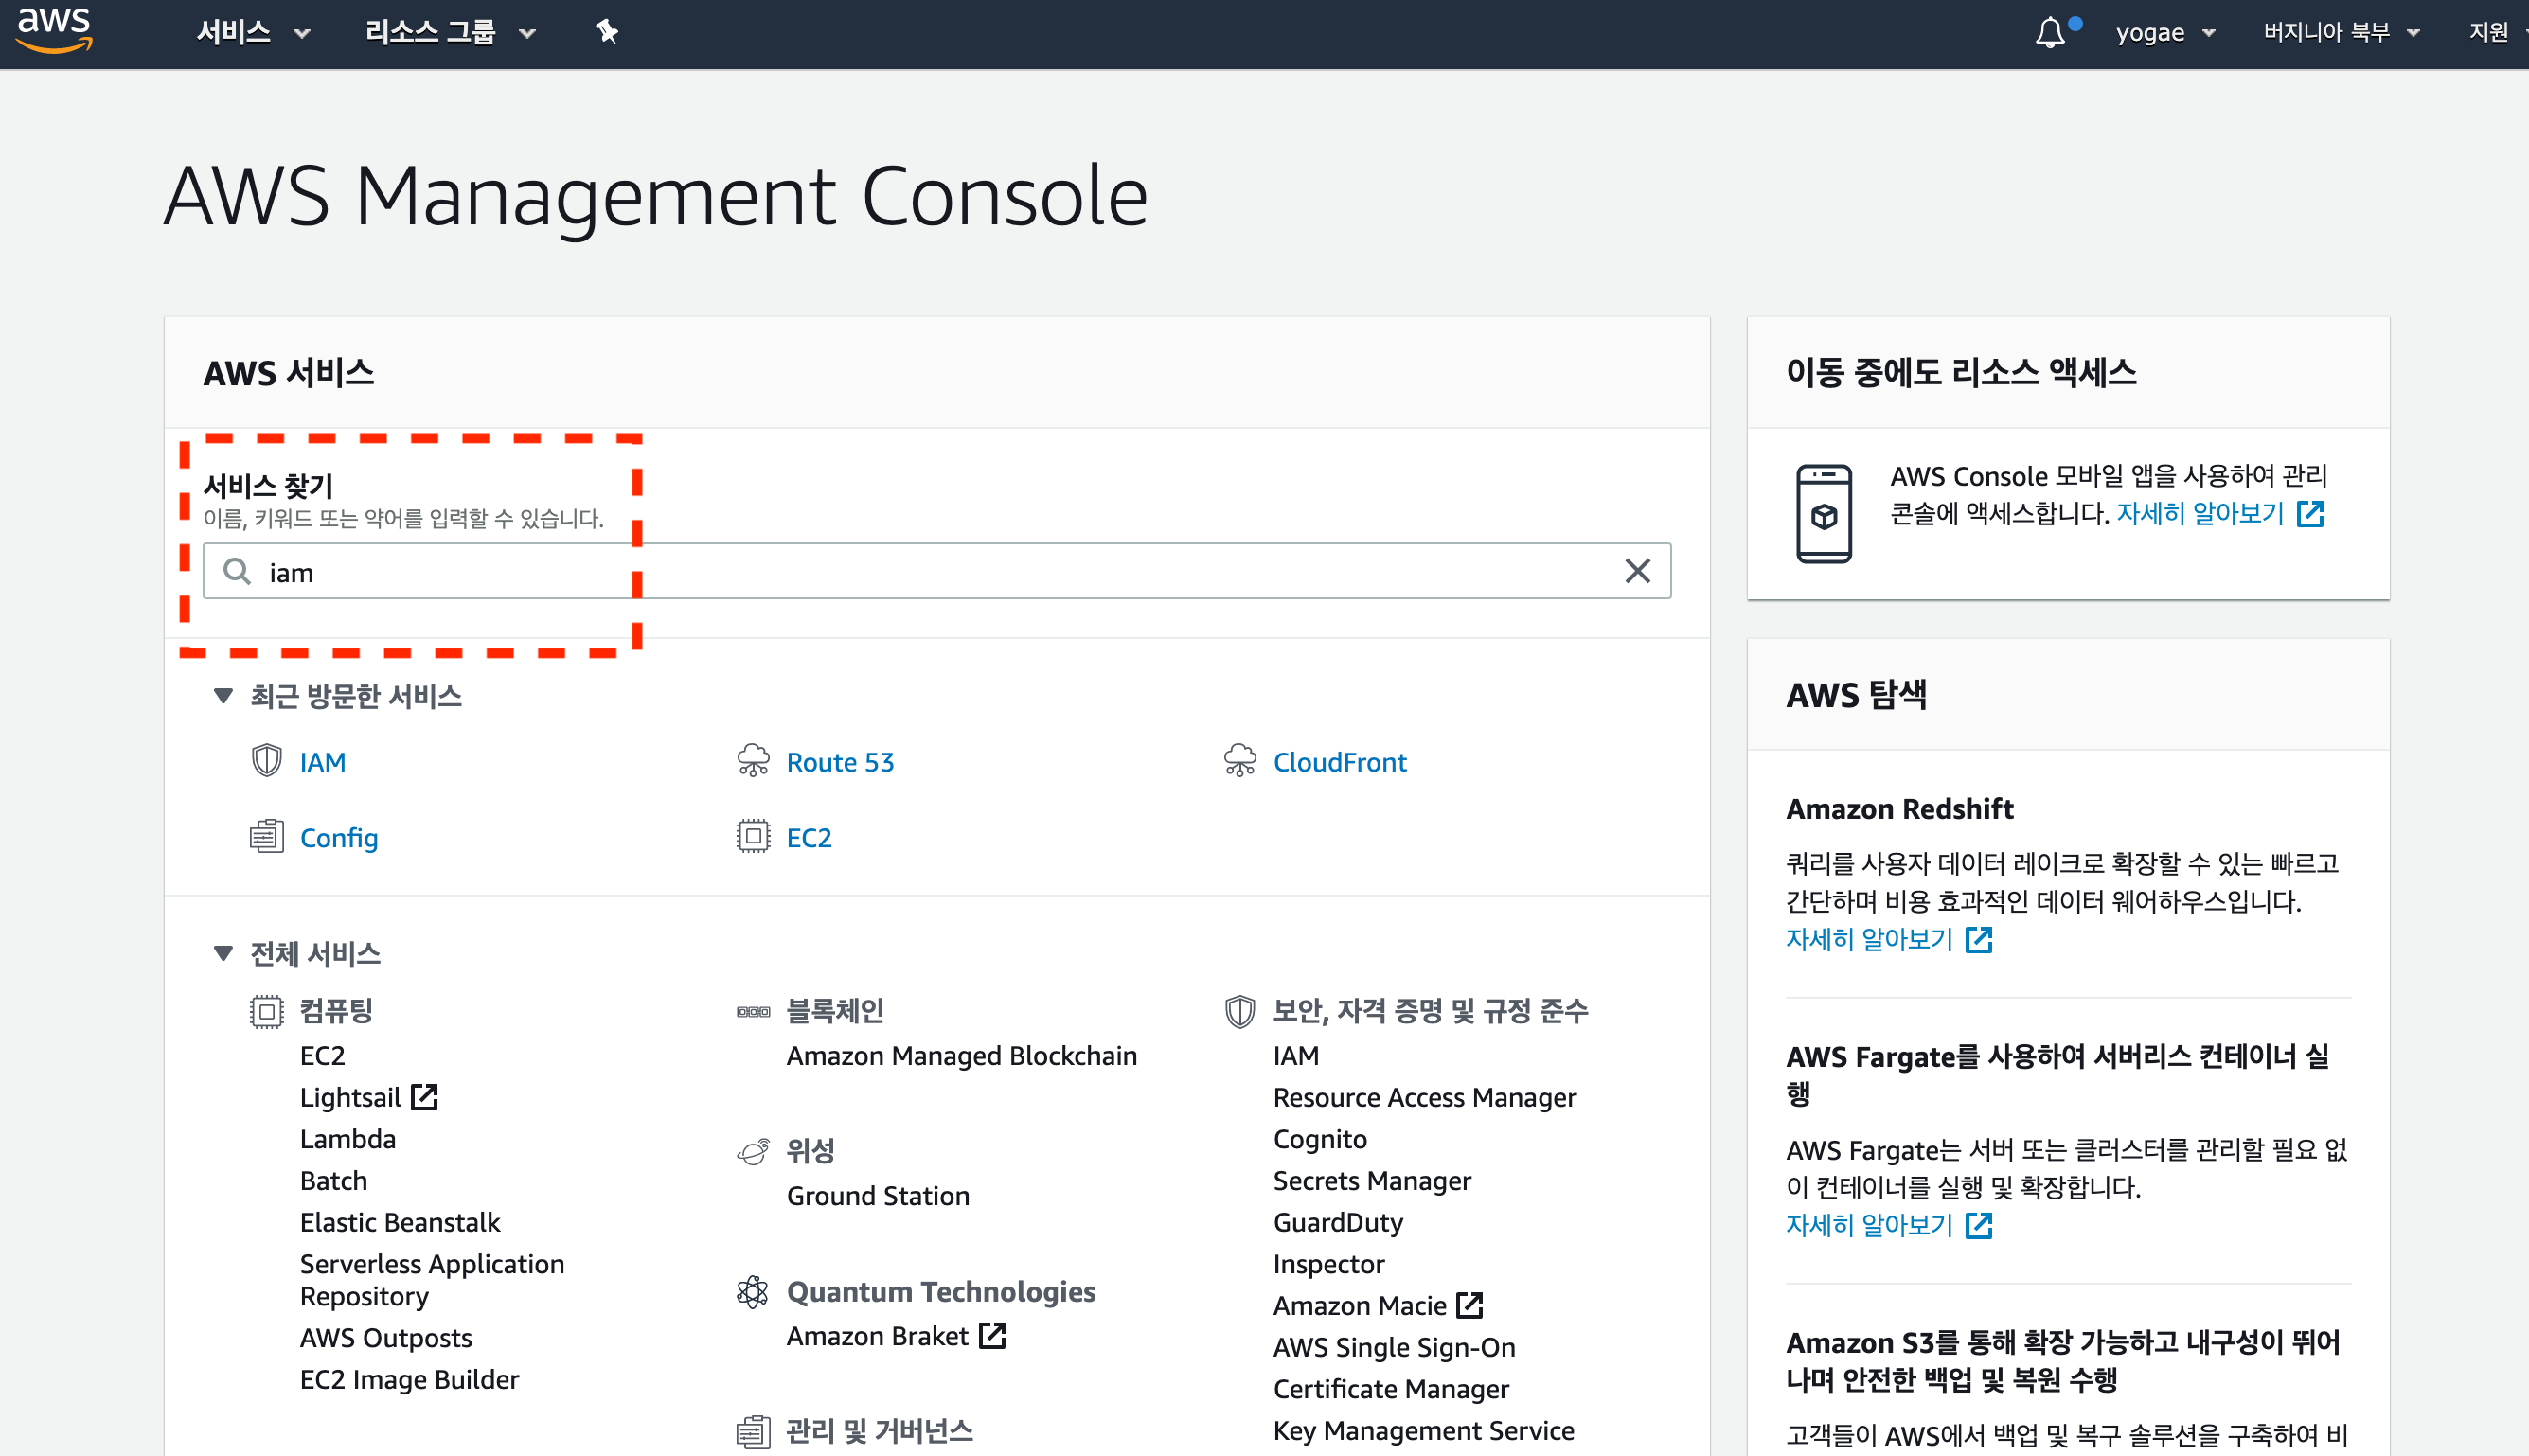 aws
서비스
리소스 그룹
yogae
버지니아 북부
지원
AWS Management Console
AWS 서비스
서비스 찾기
이름, 키워드 또는 약어를 입력할 수 있습니다.
iam
최근 방문한 서비스
IAM
Route 53
CloudFront
Config
EC2
전체 서비스
컴퓨팅
EC2
Lightsail
Lambda
Batch
Elastic Beanstalk
Serverless Application
Repository
AWS Outposts
EC2 Image Builder
블록체인
Amazon Managed Blockchain
위성
Ground Station
Quantum Technologies
Amazon Braket
관리 및 거버넌스
보안, 자격 증명 및 규정 준수
IAM
Resource Access Manager
Cognito
Secrets Manager
GuardDuty
Inspector
Amazon Macie
AWS Single Sign-On
Certificate Manager
Key Management Service
이동 중에도 리소스 액세스
AWS Console 모바일 앱을 사용하여 관리
콘솔에 액세스합니다. 자세히 알아보기
AWS 탐색
Amazon Redshift
쿼리를 사용자 데이터 레이크로 확장할 수 있는 빠르고
간단하며 비용 효과적인 데이터 웨어하우스입니다.
자세히 알아보기
AWS Fargate를 사용하여 서버리스 컨테이너 실
행
AWS Fargate는 서버 또는 클러스터를 관리할 필요 없
이 컨테이너를 실행 및 확장합니다.
자세히 알아보기
Amazon S3를 통해 확장 가능하고 내구성이 뛰어
나며 안전한 백업 및 복원 수행
고객들이 AWS에서 백업 및 복구 솔루션을 구축하여 비